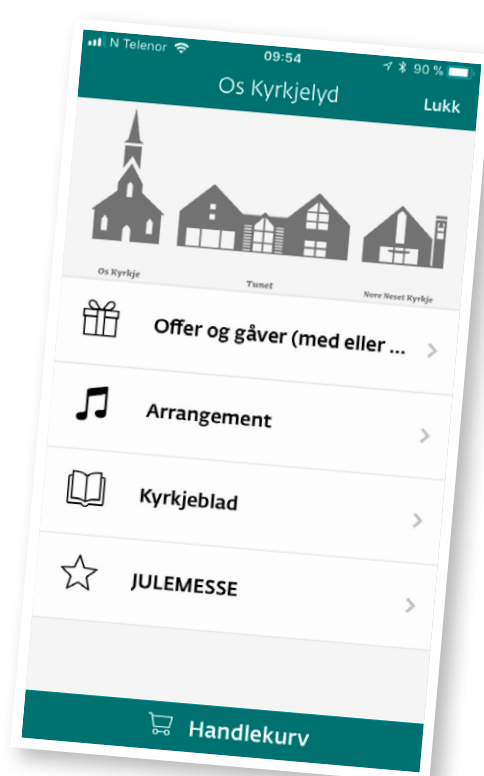 N Telenor 09:54 90 %
Os Kyrkjelyd Lukk
Os Kyrkje Tunet Nore Neset Kyrkje
Offer og gåver (med eller ...
Arrangement
Kyrkjeblad
JULEMESSE
Handlekurv